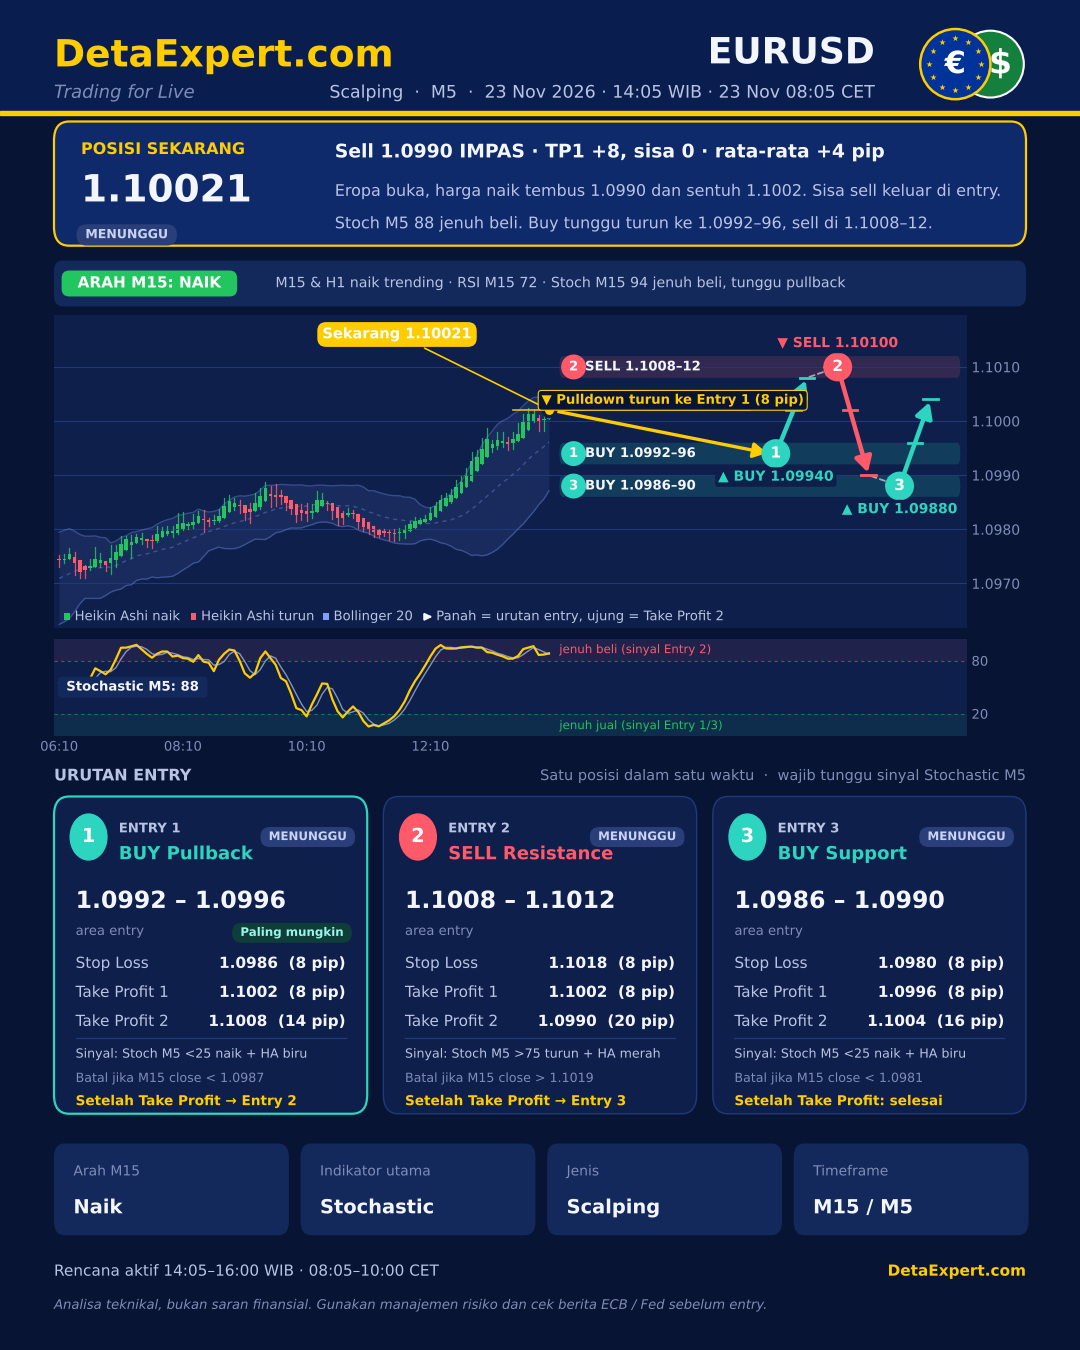 DetaExpert.com
Trading for Live
EURUSD
Scalping · M5 · 23 Nov 2026 · 14:05 WIB · 23 Nov 08:05 CET
€ $
POSISI SEKARANG
1.10021
MENUNGGU
Sell 1.0990 IMPAS · TP1 +8, sisa 0 · rata-rata +4 pip
Eropa buka, harga naik tembus 1.0990 dan sentuh 1.1002. Sisa sell keluar di entry.
Stoch M5 88 jenuh beli. Buy tunggu turun ke 1.0992–96, sell di 1.1008–12.
ARAH M15: NAIK
M15 & H1 naik trending · RSI M15 72 · Stoch M15 94 jenuh beli, tunggu pullback
Sekarang 1.10021
▼ SELL 1.10100
2 SELL 1.1008–12
2
1.1010
▼ Pulldown turun ke Entry 1 (8 pip)
1.1000
1 BUY 1.0992–96
1
▲ BUY 1.09940
1.0990
3 BUY 1.0986–90
3
▲ BUY 1.09880
1.0980
1.0970
Heikin Ashi naik
Heikin Ashi turun
Bollinger 20
Panah = urutan entry, ujung = Take Profit 2
jenuh beli (sinyal Entry 2)
80
Stochastic M5: 88
20
jenuh jual (sinyal Entry 1/3)
06:10 08:10 10:10 12:10
URUTAN ENTRY
Satu posisi dalam satu waktu · wajib tunggu sinyal Stochastic M5
1
ENTRY 1
MENUNGGU
BUY Pullback
1.0992 – 1.0996
area entry
Paling mungkin
Stop Loss 1.0986 (8 pip)
Take Profit 1 1.1002 (8 pip)
Take Profit 2 1.1008 (14 pip)
Sinyal: Stoch M5 <25 naik + HA biru
Batal jika M15 close < 1.0987
Setelah Take Profit → Entry 2
2
ENTRY 2
MENUNGGU
SELL Resistance
1.1008 – 1.1012
area entry
Stop Loss 1.1018 (8 pip)
Take Profit 1 1.1002 (8 pip)
Take Profit 2 1.0990 (20 pip)
Sinyal: Stoch M5 >75 turun + HA merah
Batal jika M15 close > 1.1019
Setelah Take Profit → Entry 3
3
ENTRY 3
MENUNGGU
BUY Support
1.0986 – 1.0990
area entry
Stop Loss 1.0980 (8 pip)
Take Profit 1 1.0996 (8 pip)
Take Profit 2 1.1004 (16 pip)
Sinyal: Stoch M5 <25 naik + HA biru
Batal jika M15 close < 1.0981
Setelah Take Profit: selesai
Arah M15
Naik
Indikator utama
Stochastic
Jenis
Scalping
Timeframe
M15 / M5
Rencana aktif 14:05–16:00 WIB · 08:05–10:00 CET
DetaExpert.com
Analisa teknikal, bukan saran finansial. Gunakan manajemen risiko dan cek berita ECB / Fed sebelum entry.